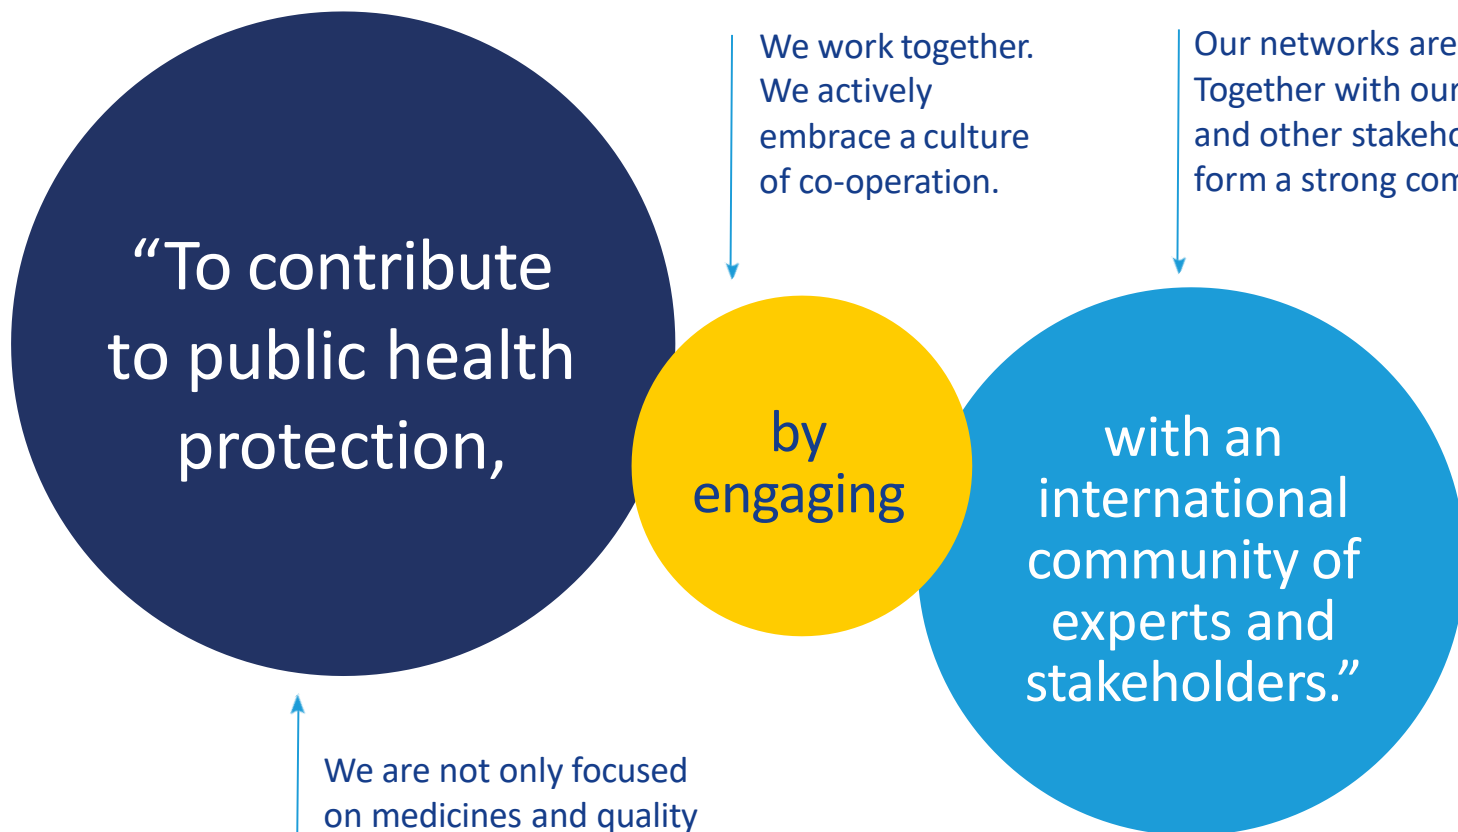 We work together.
We actively
embrace a culture
of co-operation.
Our networks are
Together with our
and other
form a strong
“To contribute
to public health
protection,
by
engaging
with an
international
community of
experts and
stakeholders.”
We are not only focused
on medicines and quality